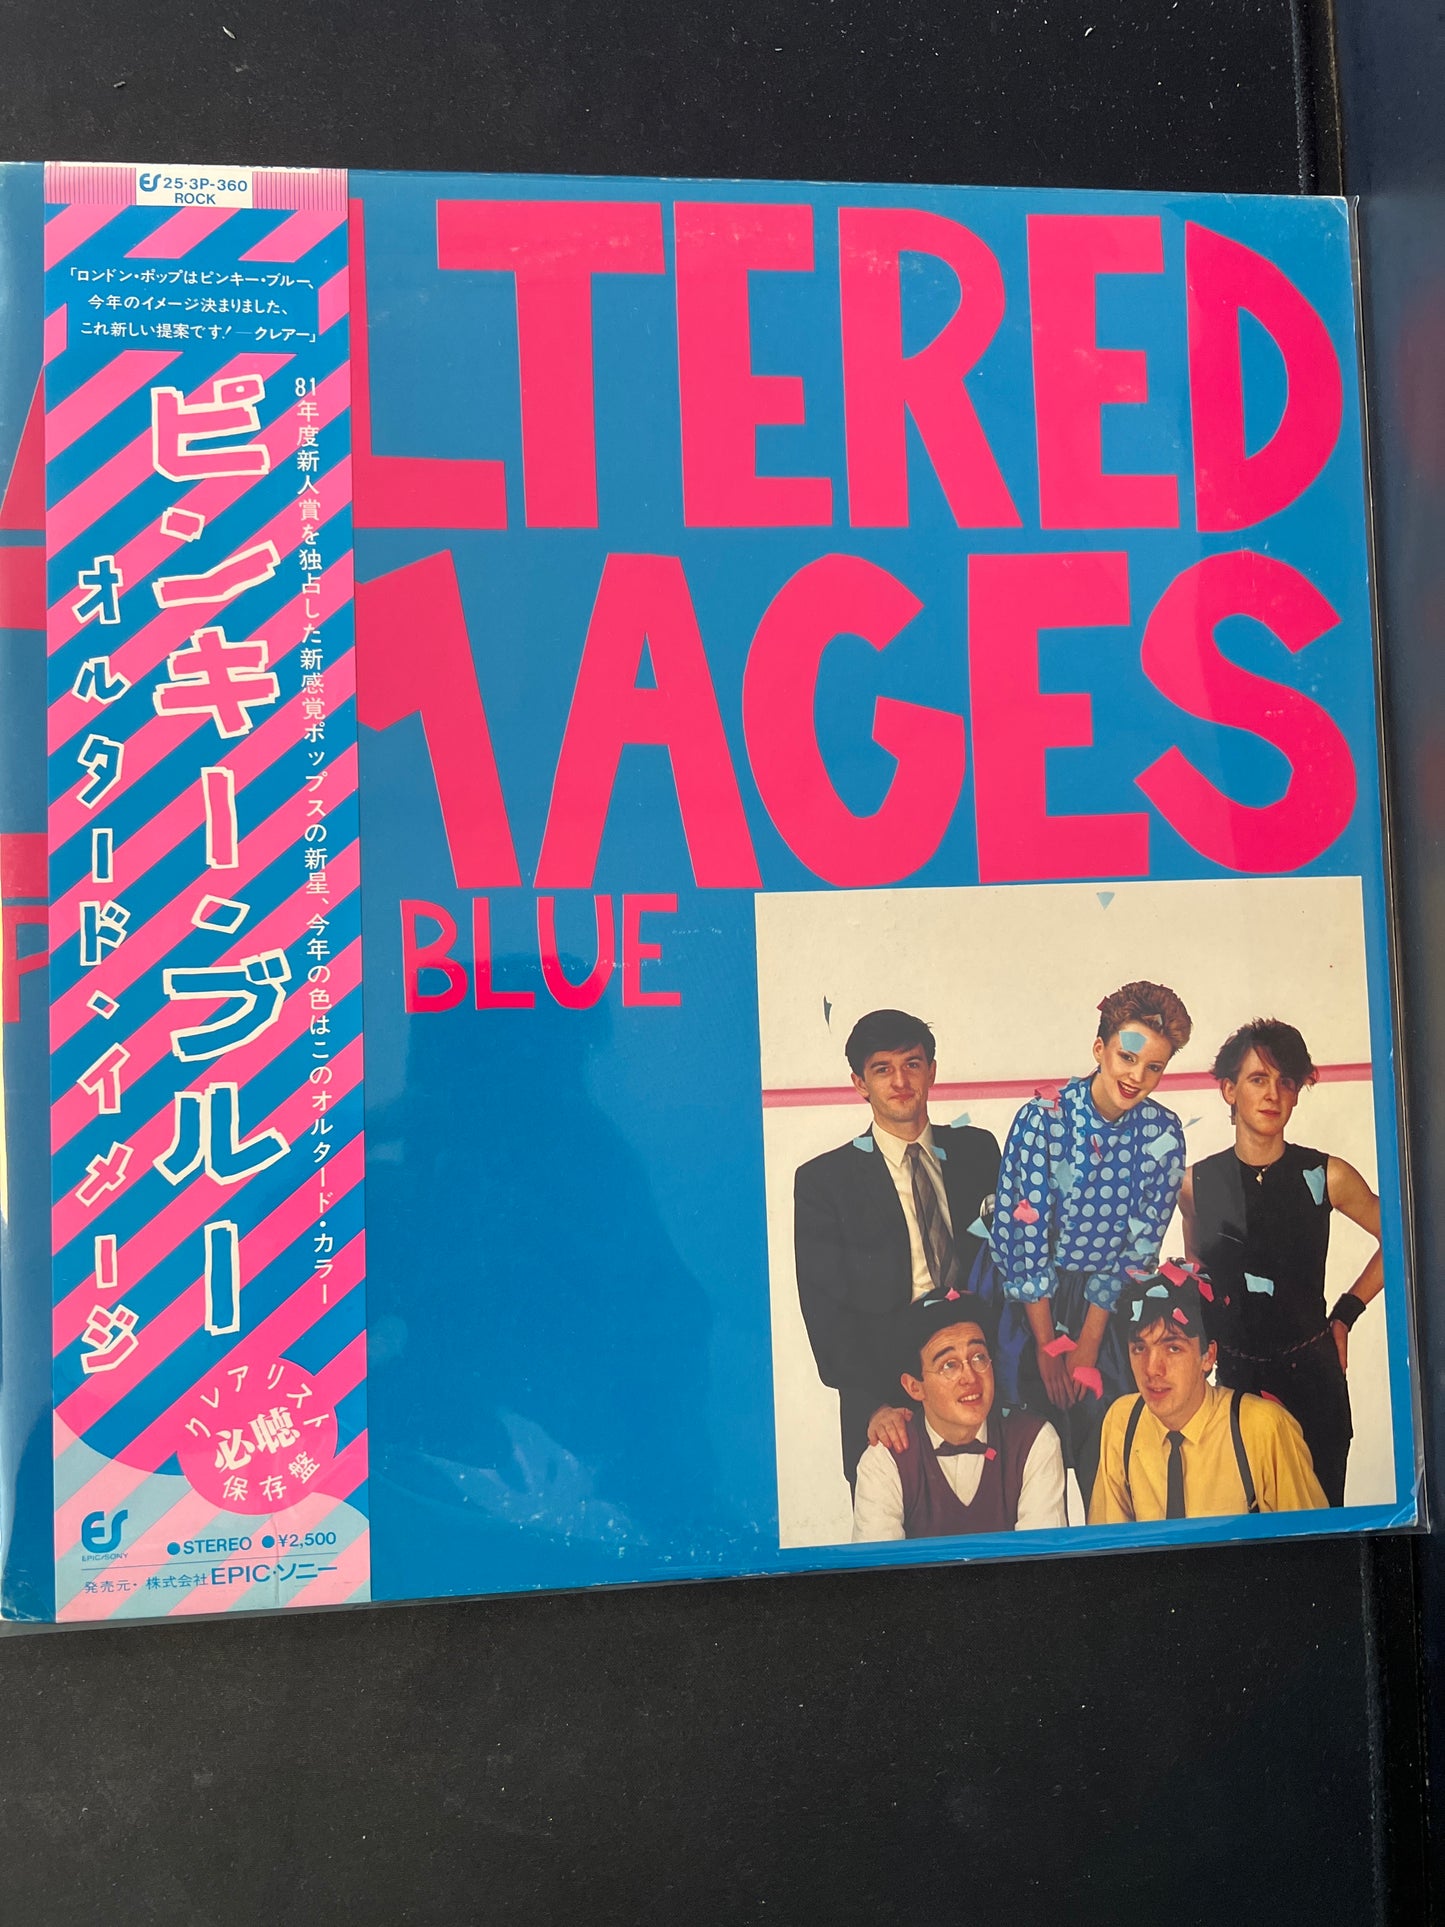 25・3P-360
ROCK
「ロンドン・ポップはピンキー・ブルー、
今年のイメージ決まりました、
これ新しい提案です!—クレアー」
81年度新人賞を独占した新感覚ポップスの新星、今年の色はこのオルタード・カラー
ピンキー・ブルー
オルタード・イメージ
クレアリスト
必聴
保存盤
ES
EPIC/SONY
●STEREO ●¥2,500
発売元・株式会社EPIC・ソニー
LTERED
MAGES
P
BLUE